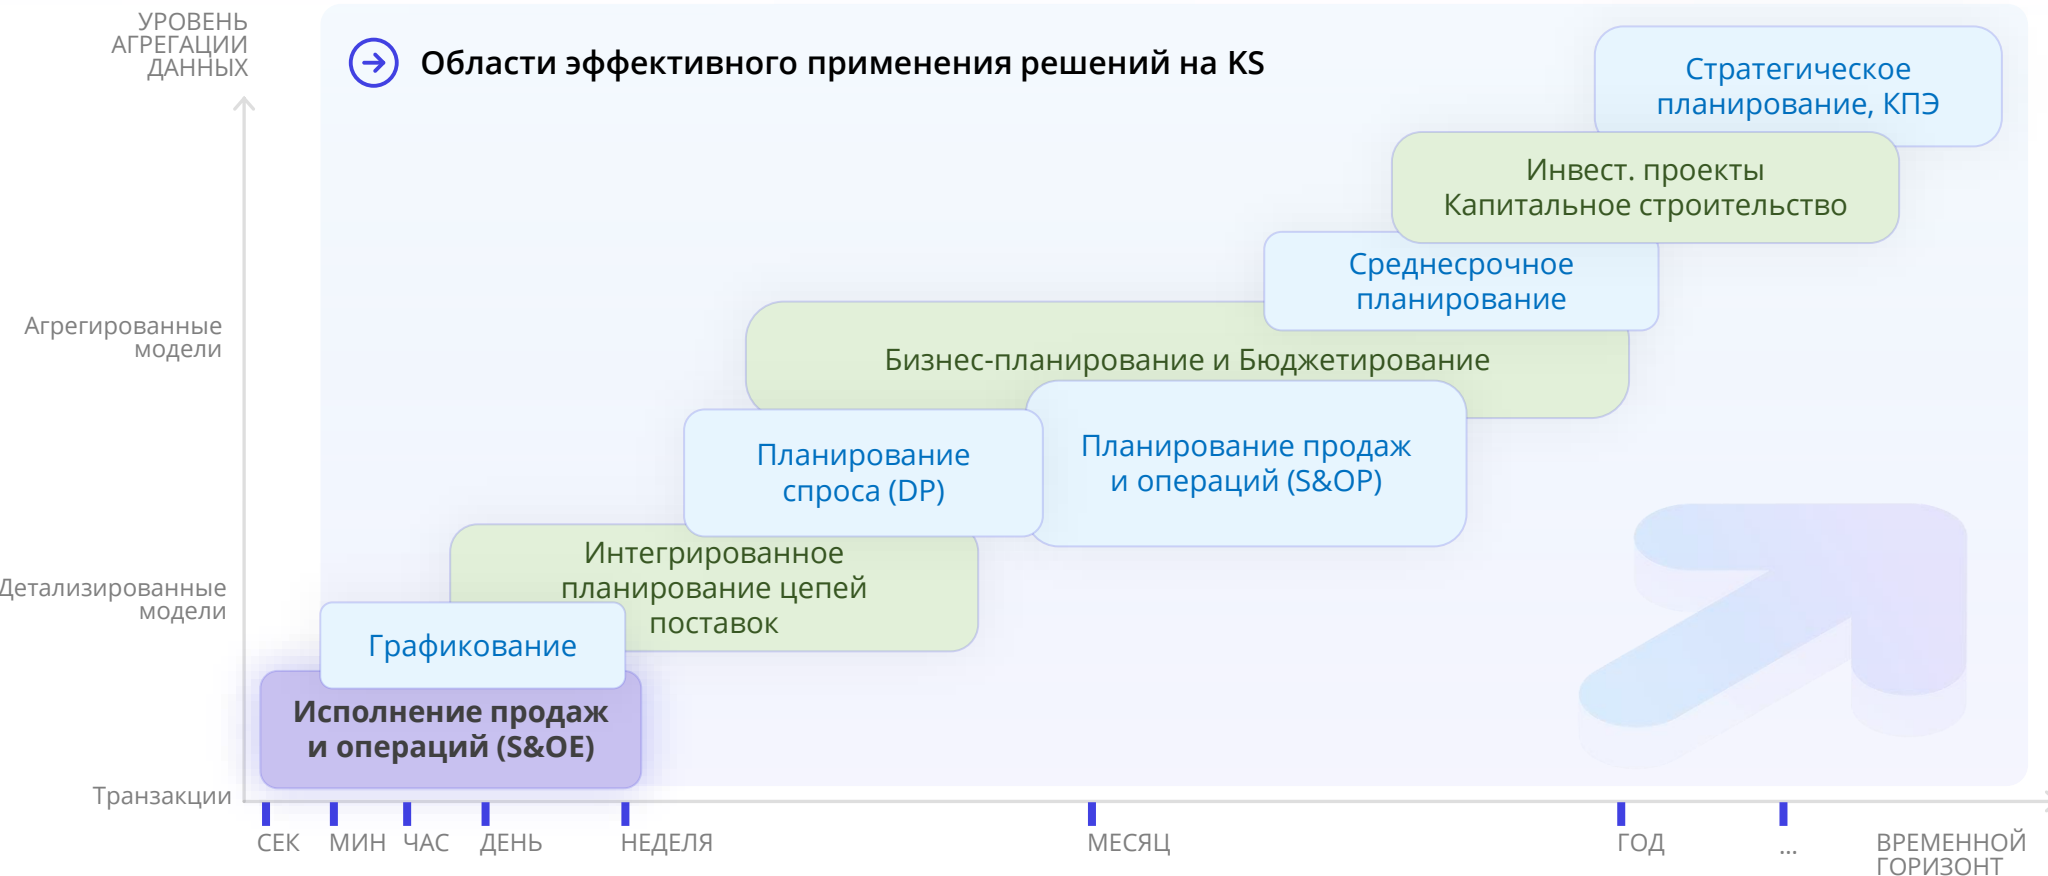 УРОВЕНЬ
АГРЕГАЦИИ
ДАННЫХ
Области эффективного применения решений на KS
Стратегическое
планирование, КПЭ
Инвест. проекты
Капитальное строительство
Среднесрочное
планирование
Агрегированные
модели
Бизнес-планирование и Бюджетирование
Планирование
спроса (DP)
Планирование продаж
и операций (S&OP)
Интегрированное
планирование цепей
поставок
Детализированные
модели
Графикование
Исполнение продаж
и операций (S&OE)
Транзакции
СЕК
МИН
ЧАС
ДЕНЬ
НЕДЕЛЯ
МЕСЯЦ
ГОД
...
ВРЕМЕННОЙ
ГОРИЗОНТ